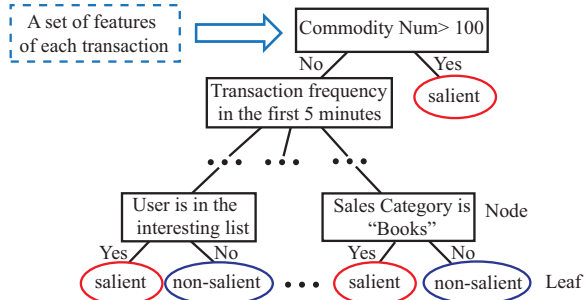 A set of features
of each transaction
Commodity Num> 100
No
Yes
Transaction frequency
in the first 5 minutes
salient
User is in the
interesting list
Sales Category is
“Books”
Node
Yes
No
Yes
No
salient
non-salient
salient
non-salient
Leaf